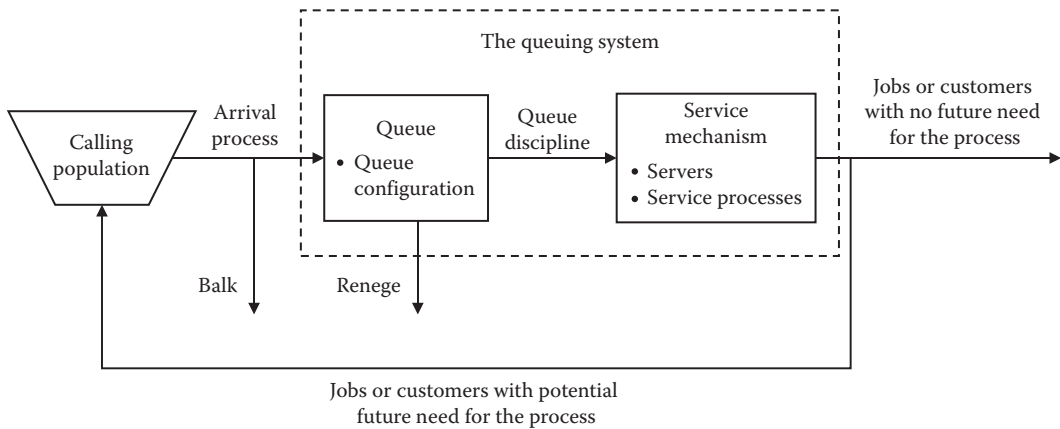 The queuing system
Calling
population
Arrival
process
Queue
• Queue
configuration
Queue
discipline
Service
mechanism
• Servers
• Service processes
Jobs or customers
with no future need
for the process
Balk
Renege
Jobs or customers with potential
future need for the process